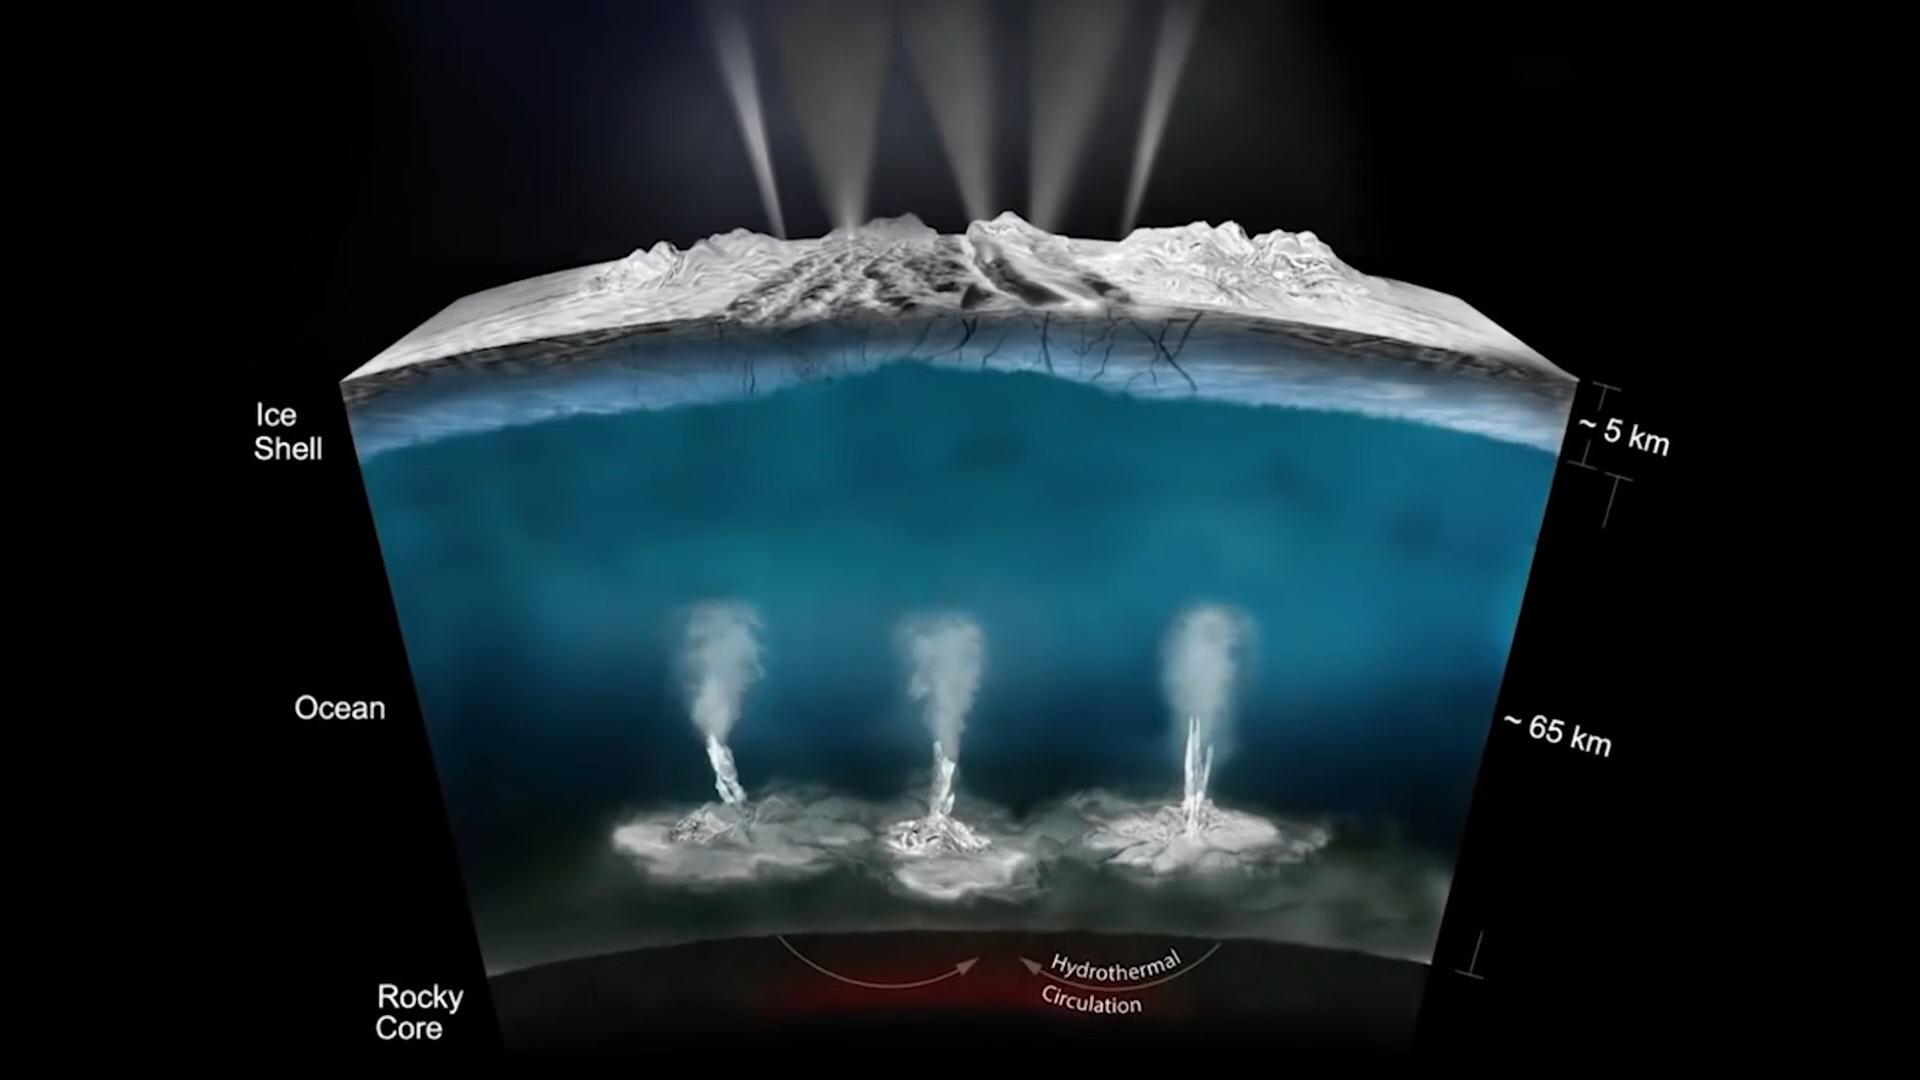 Ice
Shell
~ 5 km
Ocean
~ 65 km
Hydrothermal
Circulation
Rocky
Core